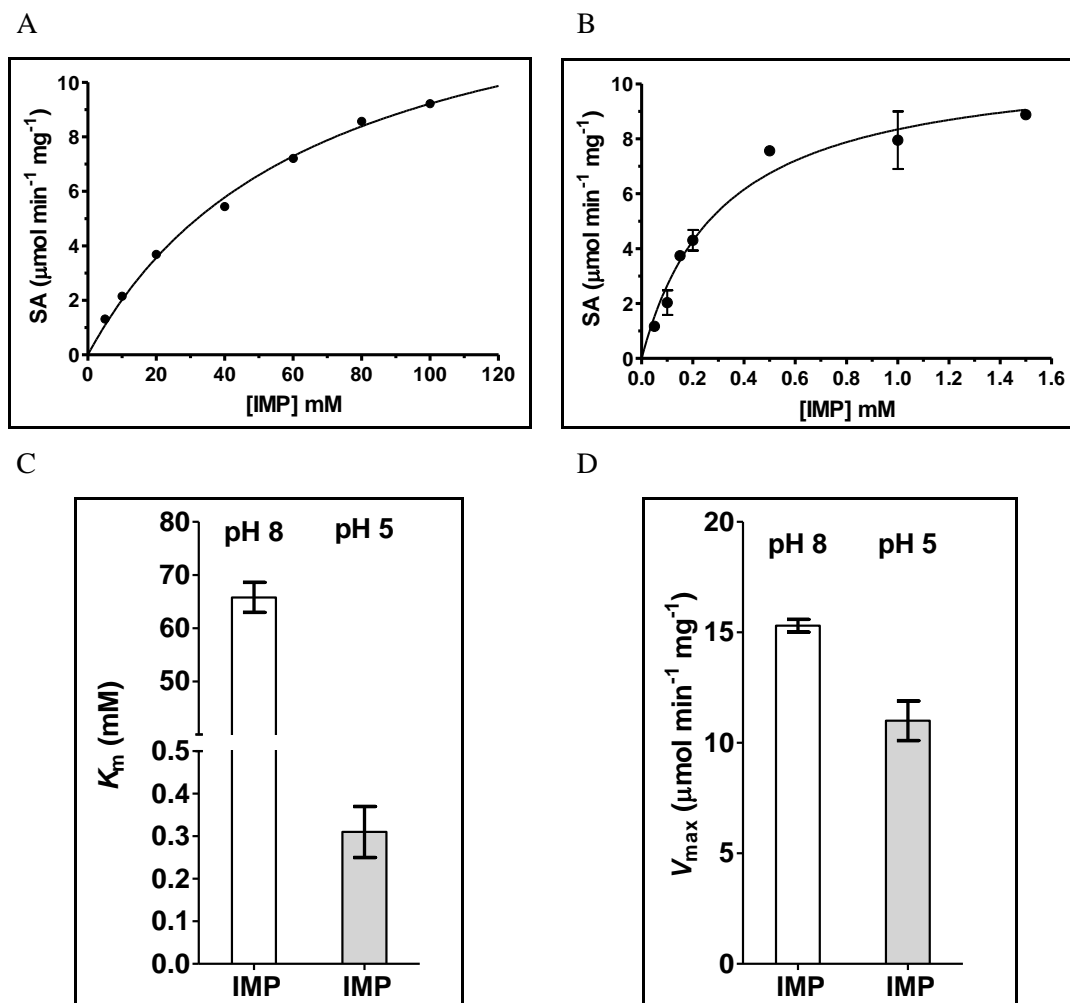 A
B
SA (μmol min⁻¹ mg⁻¹)
10
8
6
4
2
0
0 20 40 60 80 100 120
[IMP] mM
SA (μmol min⁻¹ mg⁻¹)
10
8
6
4
2
0
0.0 0.2 0.4 0.6 0.8 1.0 1.2 1.4 1.6
[IMP] mM
C
D
Km (mM)
80
70
60
50
0.5
0.4
0.3
0.2
0.1
0.0
pH 8 pH 5
IMP IMP
Vmax (μmol min⁻¹ mg⁻¹)
20
15
10
5
0
pH 8 pH 5
IMP IMP